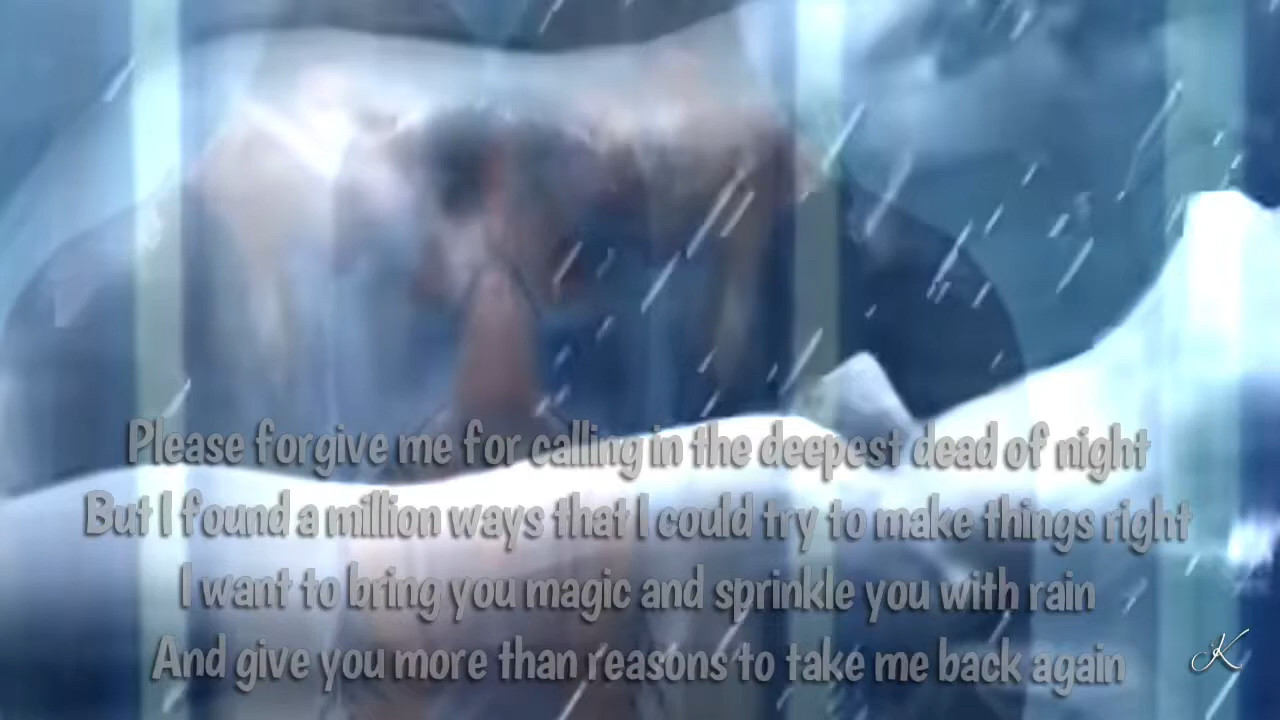 Please forgive me for calling in the deepest dead of night
But I found a million ways that I could try to make things right
I want to bring you magic and sprinkle you with rain
And give you more than reasons to take me back again
K